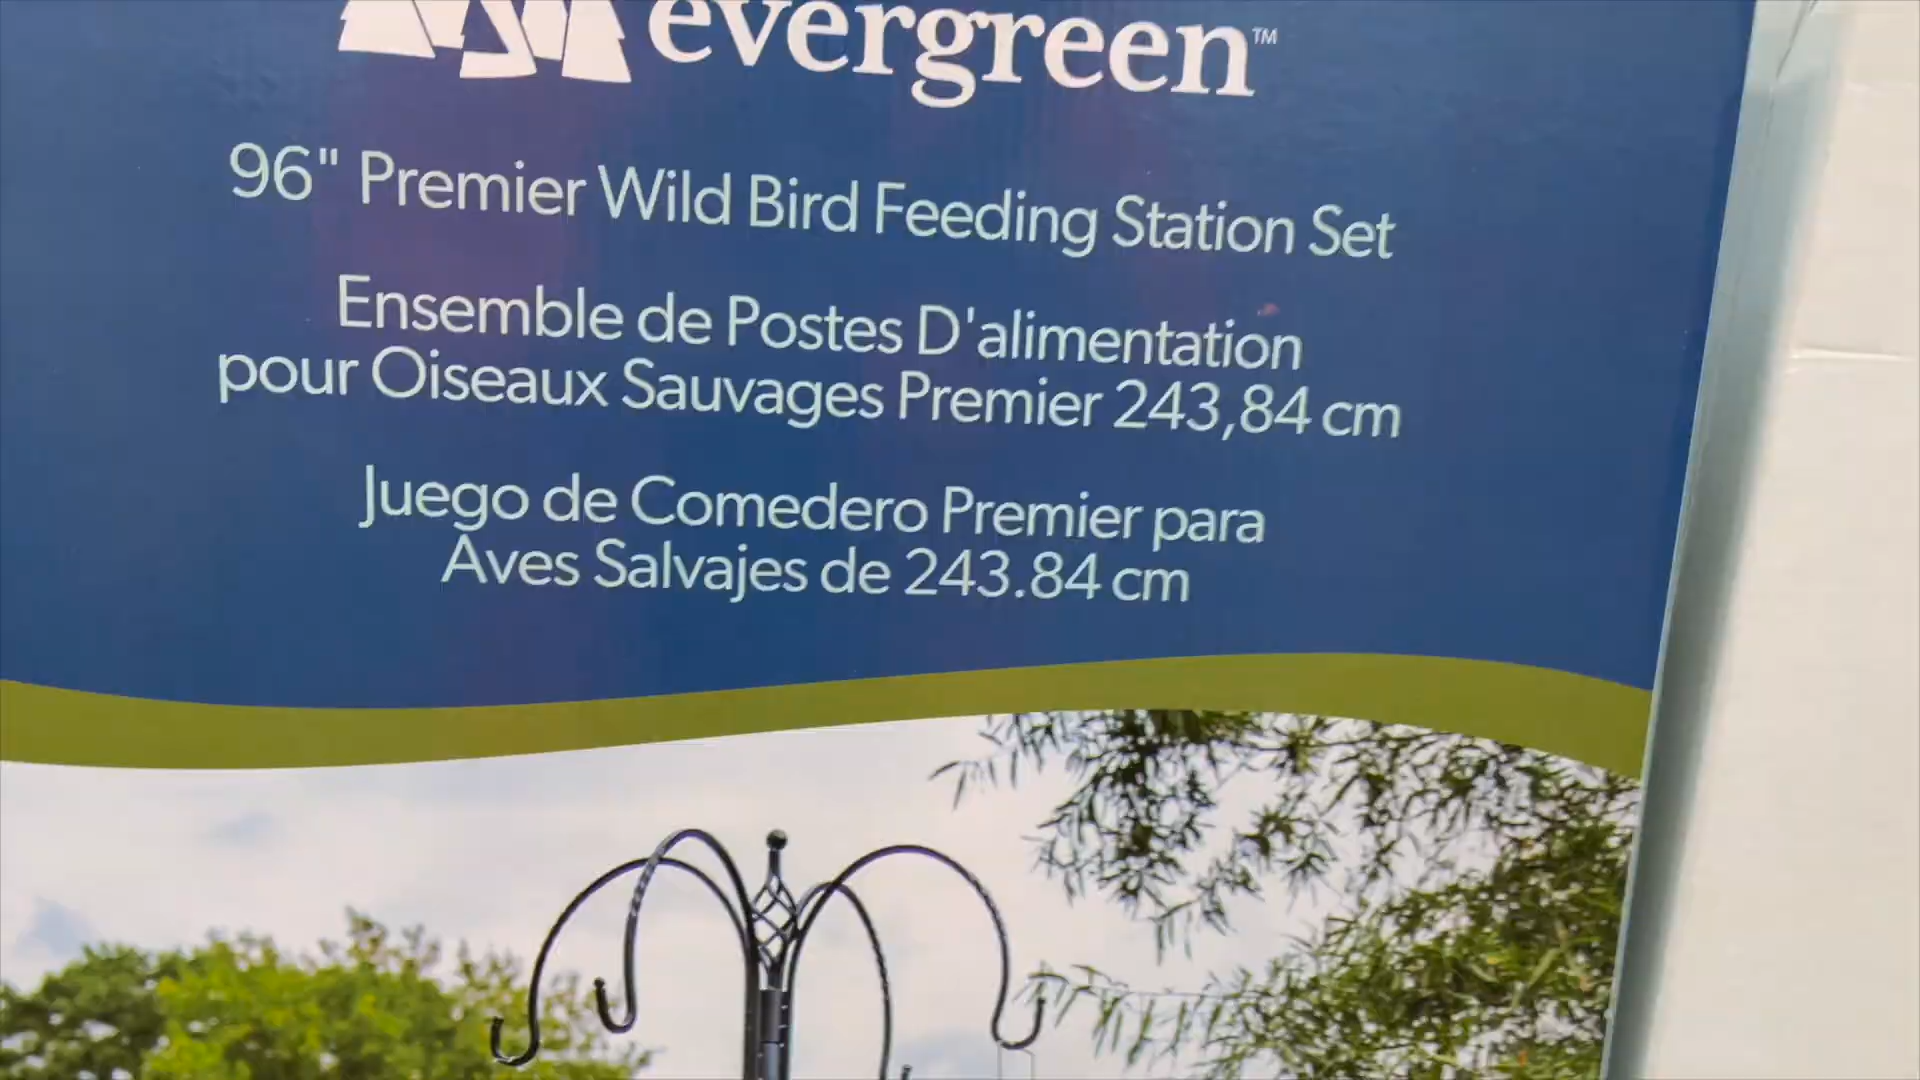 evergreen™
96" Premier Wild Bird Feeding Station Set
Ensemble de Postes D'alimentation
pour Oiseaux Sauvages Premier 243,84 cm
Juego de Comedero Premier para
Aves Salvajes de 243.84 cm